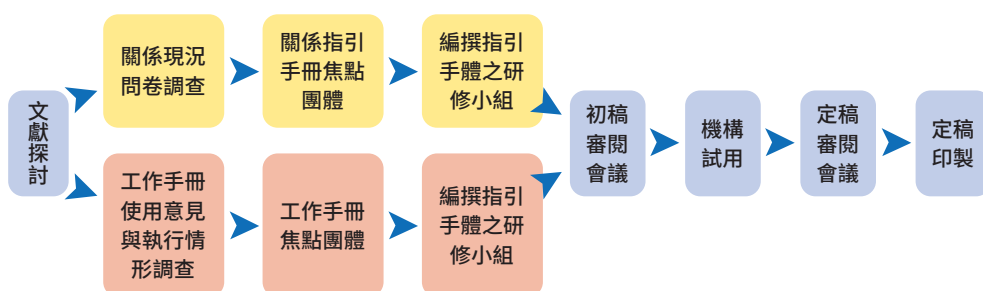 文獻探討
關係現況
問卷調查
關係指引
手冊焦點
團體
編撰指引
手體之研
修小組
工作手冊
使用意見
與執行情
形調查
工作手冊
焦點團體
編撰指引
手體之研
修小組
初稿
審閱
會議
機構
試用
定稿
審閱
會議
定稿
印製